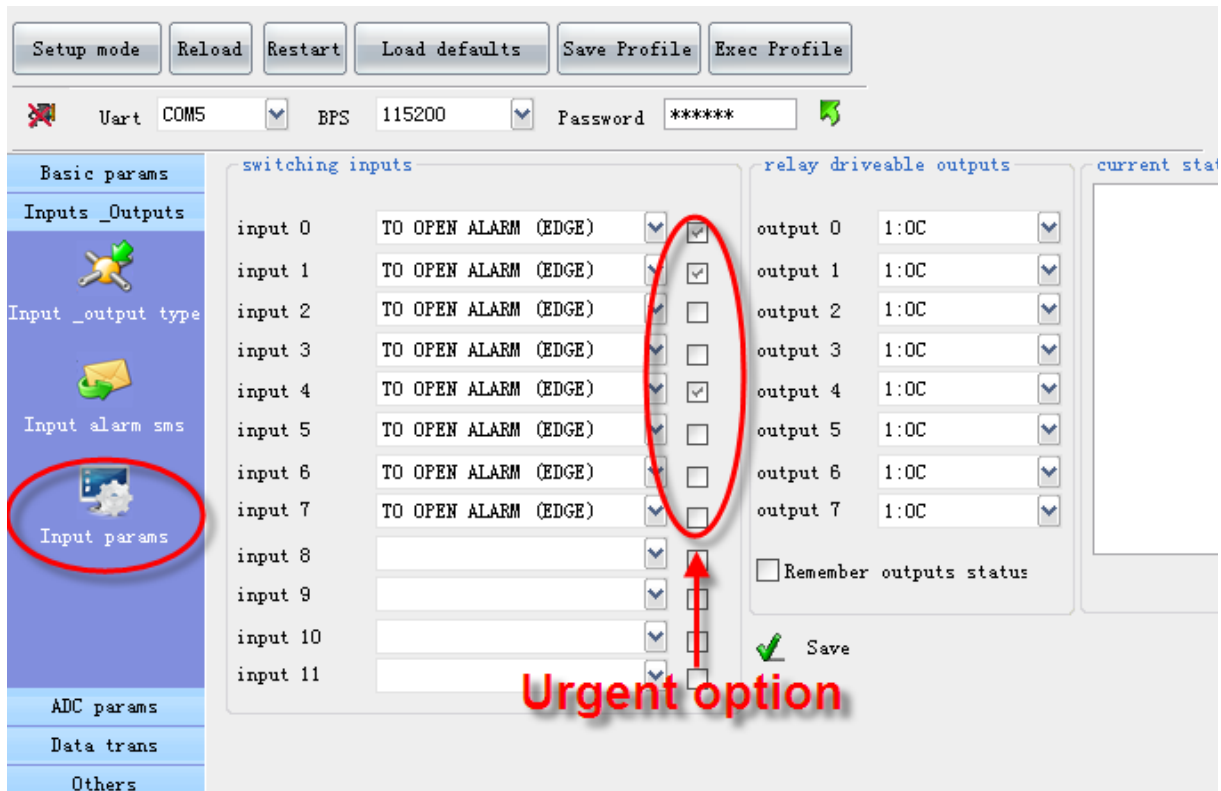 Setup mode Reload Restart Load defaults Save Profile Exec Profile
Uart COM5 BPS 115200 Password ******
Basic params
Inputs _Outputs
Input _output type
Input alarm sms
Input params
ADC params
Data trans
Others
switching inputs
input 0 TO OPEN ALARM (EDGE)
input 1 TO OPEN ALARM (EDGE)
input 2 TO OPEN ALARM (EDGE)
input 3 TO OPEN ALARM (EDGE)
input 4 TO OPEN ALARM (EDGE)
input 5 TO OPEN ALARM (EDGE)
input 6 TO OPEN ALARM (EDGE)
input 7 TO OPEN ALARM (EDGE)
input 8
input 9
input 10
input 11
Urgent option
relay driveable outputs
output 0 1:OC
output 1 1:OC
output 2 1:OC
output 3 1:OC
output 4 1:OC
output 5 1:OC
output 6 1:OC
output 7 1:OC
Remember outputs status
Save
current stat